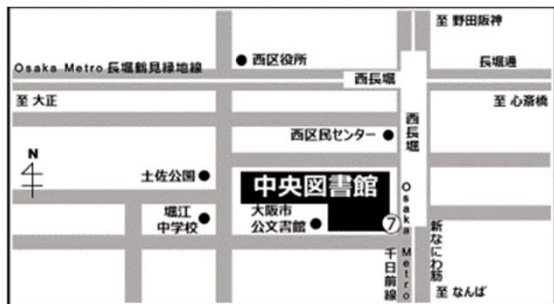 至 野田阪神
西区役所
長堀通
Osaka Metro 長堀鶴見緑地線
西長堀
至 大正
至 心斎橋
西長堀
西区民センター
N
土佐公園
中央図書館
堀江
中学校
大阪市
公文書館
⑦
Osaka Metro
千日前線
新なにわ筋
至 なんば